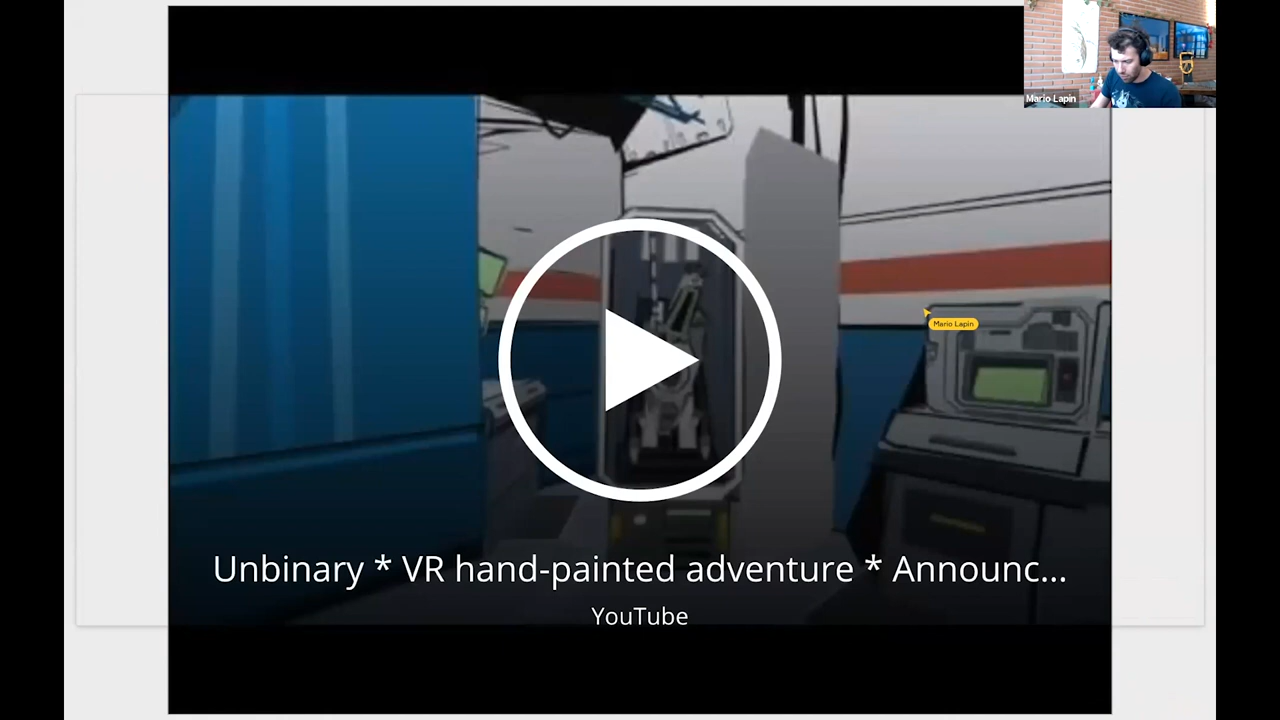 Mario Lapin
Mario Lapin
Unbinary * VR hand-painted adventure * Announc...
YouTube